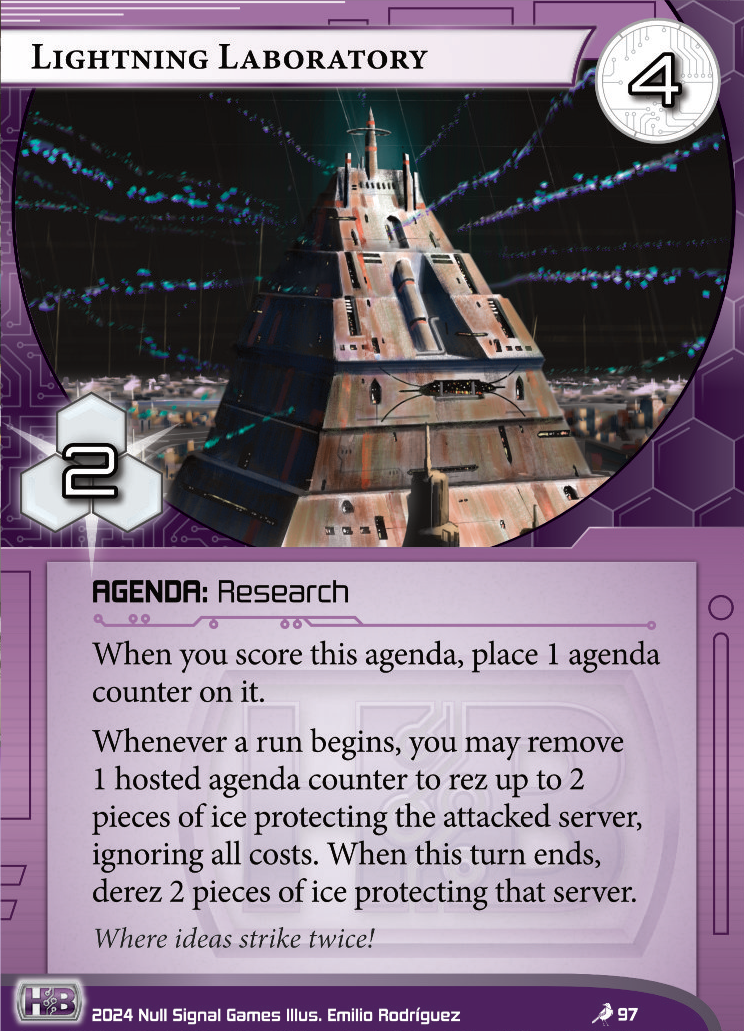 Lightning Laboratory
4
2
AGENDA: Research
When you score this agenda, place 1 agenda
counter on it.
Whenever a run begins, you may remove
1 hosted agenda counter to rez up to 2
pieces of ice protecting the attacked server,
ignoring all costs. When this turn ends,
derez 2 pieces of ice protecting that server.
Where ideas strike twice!
HB
2024 Null Signal Games Illus. Emilio Rodríguez
97